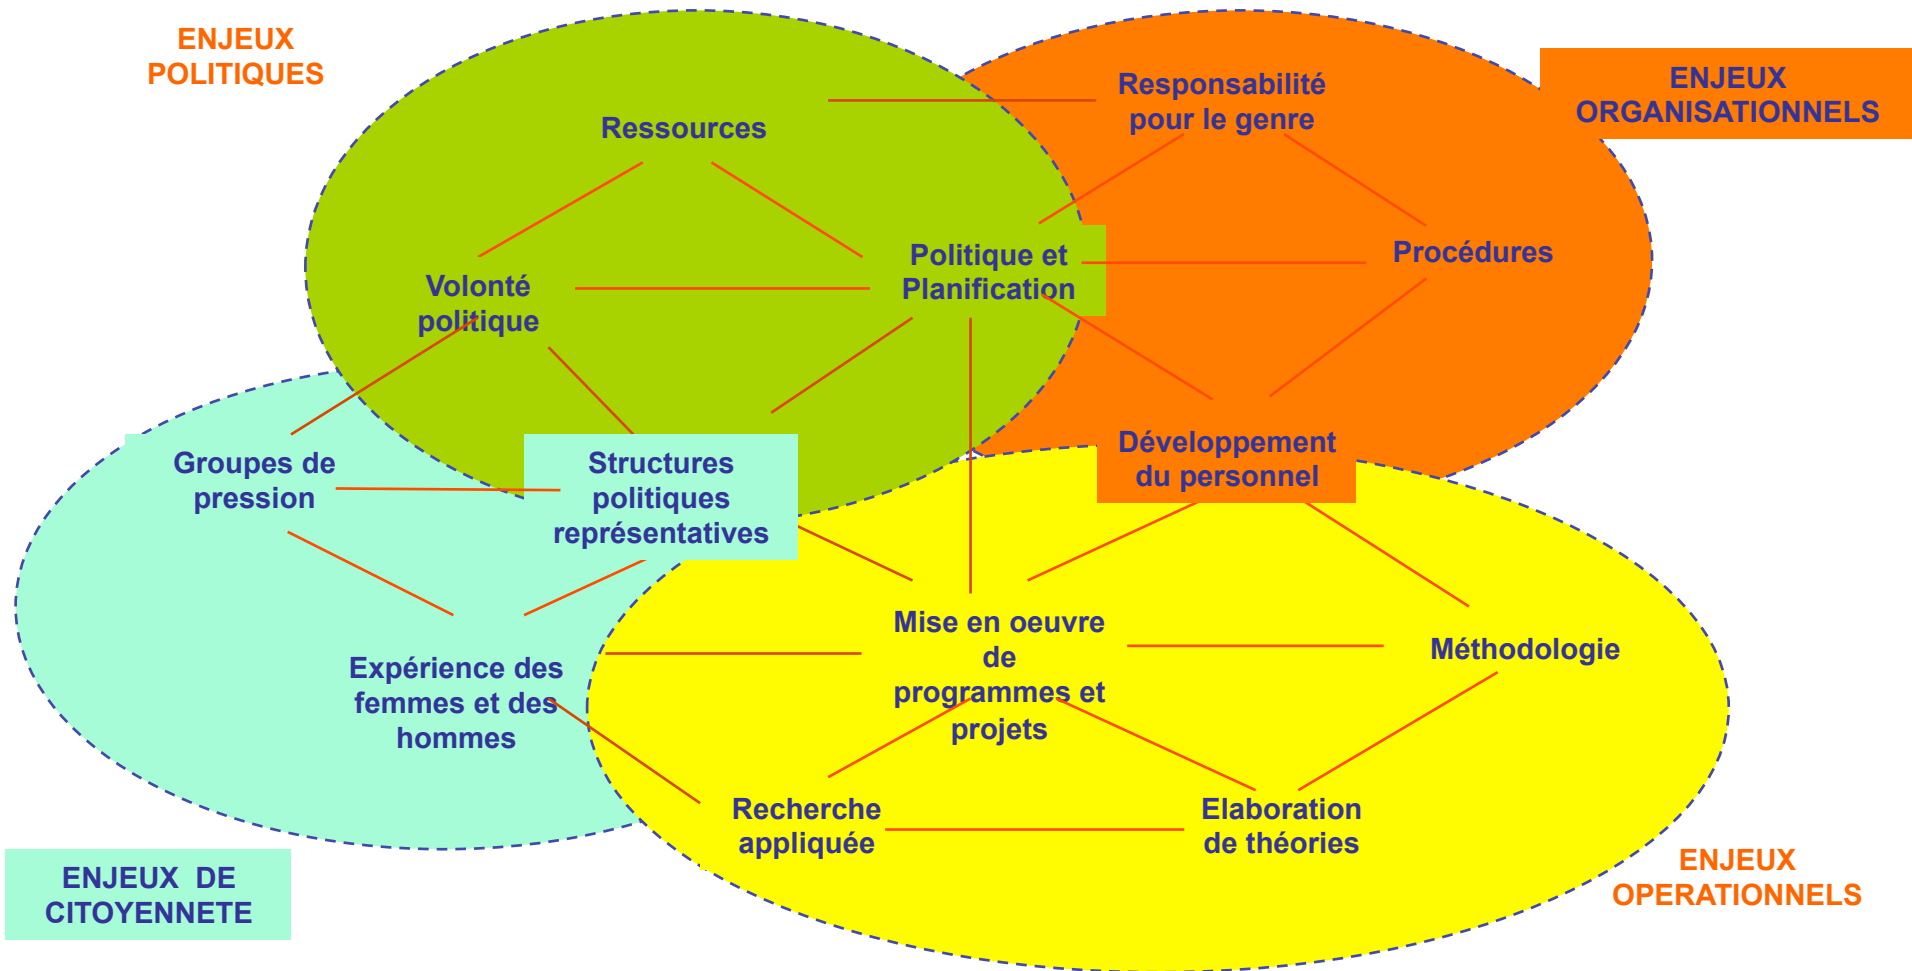 ENJEUX
POLITIQUES
Ressources
Responsabilité
pour le genre
ENJEUX
ORGANISATIONNELS
Volonté
politique
Politique et
Planification
Procédures
Groupes de
pression
Structures
politiques
représentatives
Développement
du personnel
Expérience des
femmes et des
hommes
Mise en oeuvre
de
programmes et
projets
Méthodologie
Recherche
appliquée
Elaboration
de théories
ENJEUX DE
CITOYENNETE
ENJEUX
OPERATIONNELS